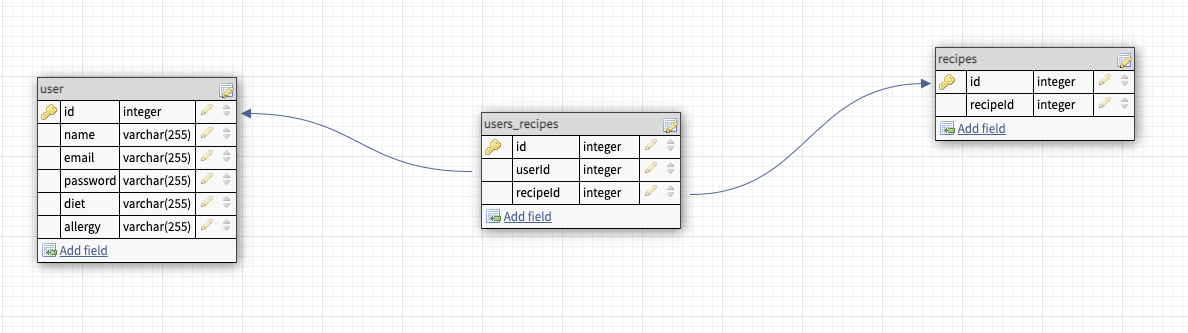 user
id integer
name varchar(255)
email varchar(255)
password varchar(255)
diet varchar(255)
allergy varchar(255)
Add field
users_recipes
id integer
userId integer
recipeId integer
Add field
recipes
id integer
recipeId integer
Add field